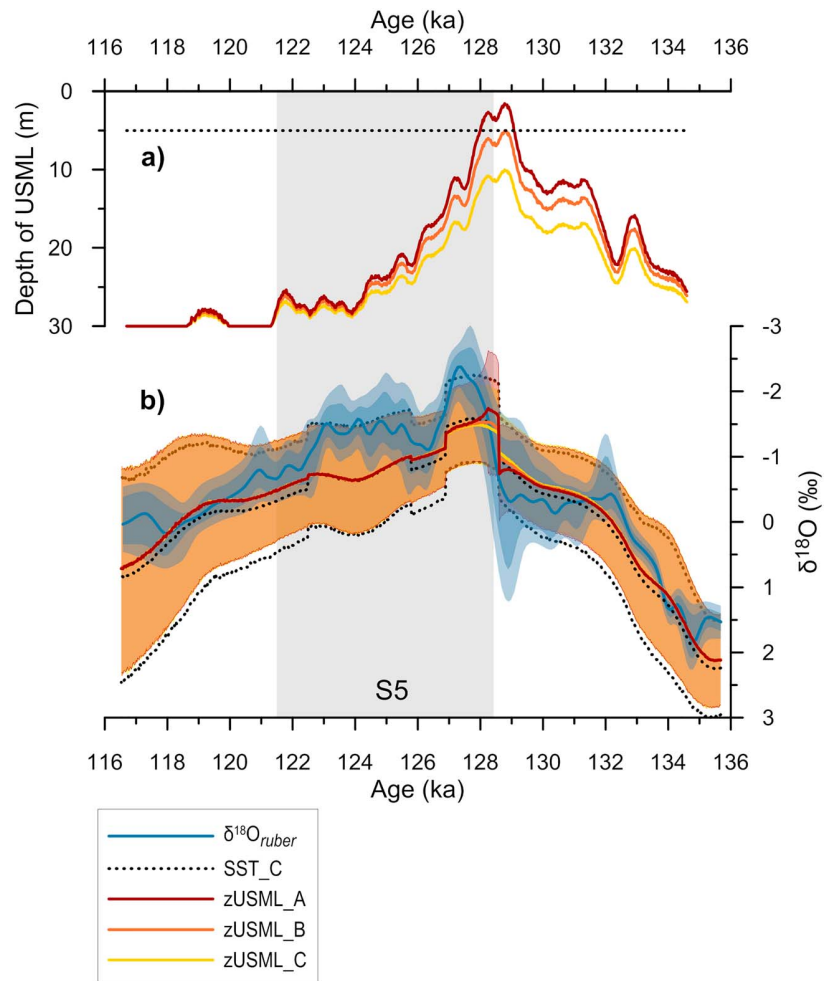 Age (ka)
116 118 120 122 124 126 128 130 132 134 136
0
10
20
30
Depth of USML (m)
a)
-3
-2
-1
0
1
2
3
δ¹⁸O (‰)
b)
S5
116 118 120 122 124 126 128 130 132 134 136
Age (ka)
δ¹⁸Oruber
SST_C
zUSML_A
zUSML_B
zUSML_C